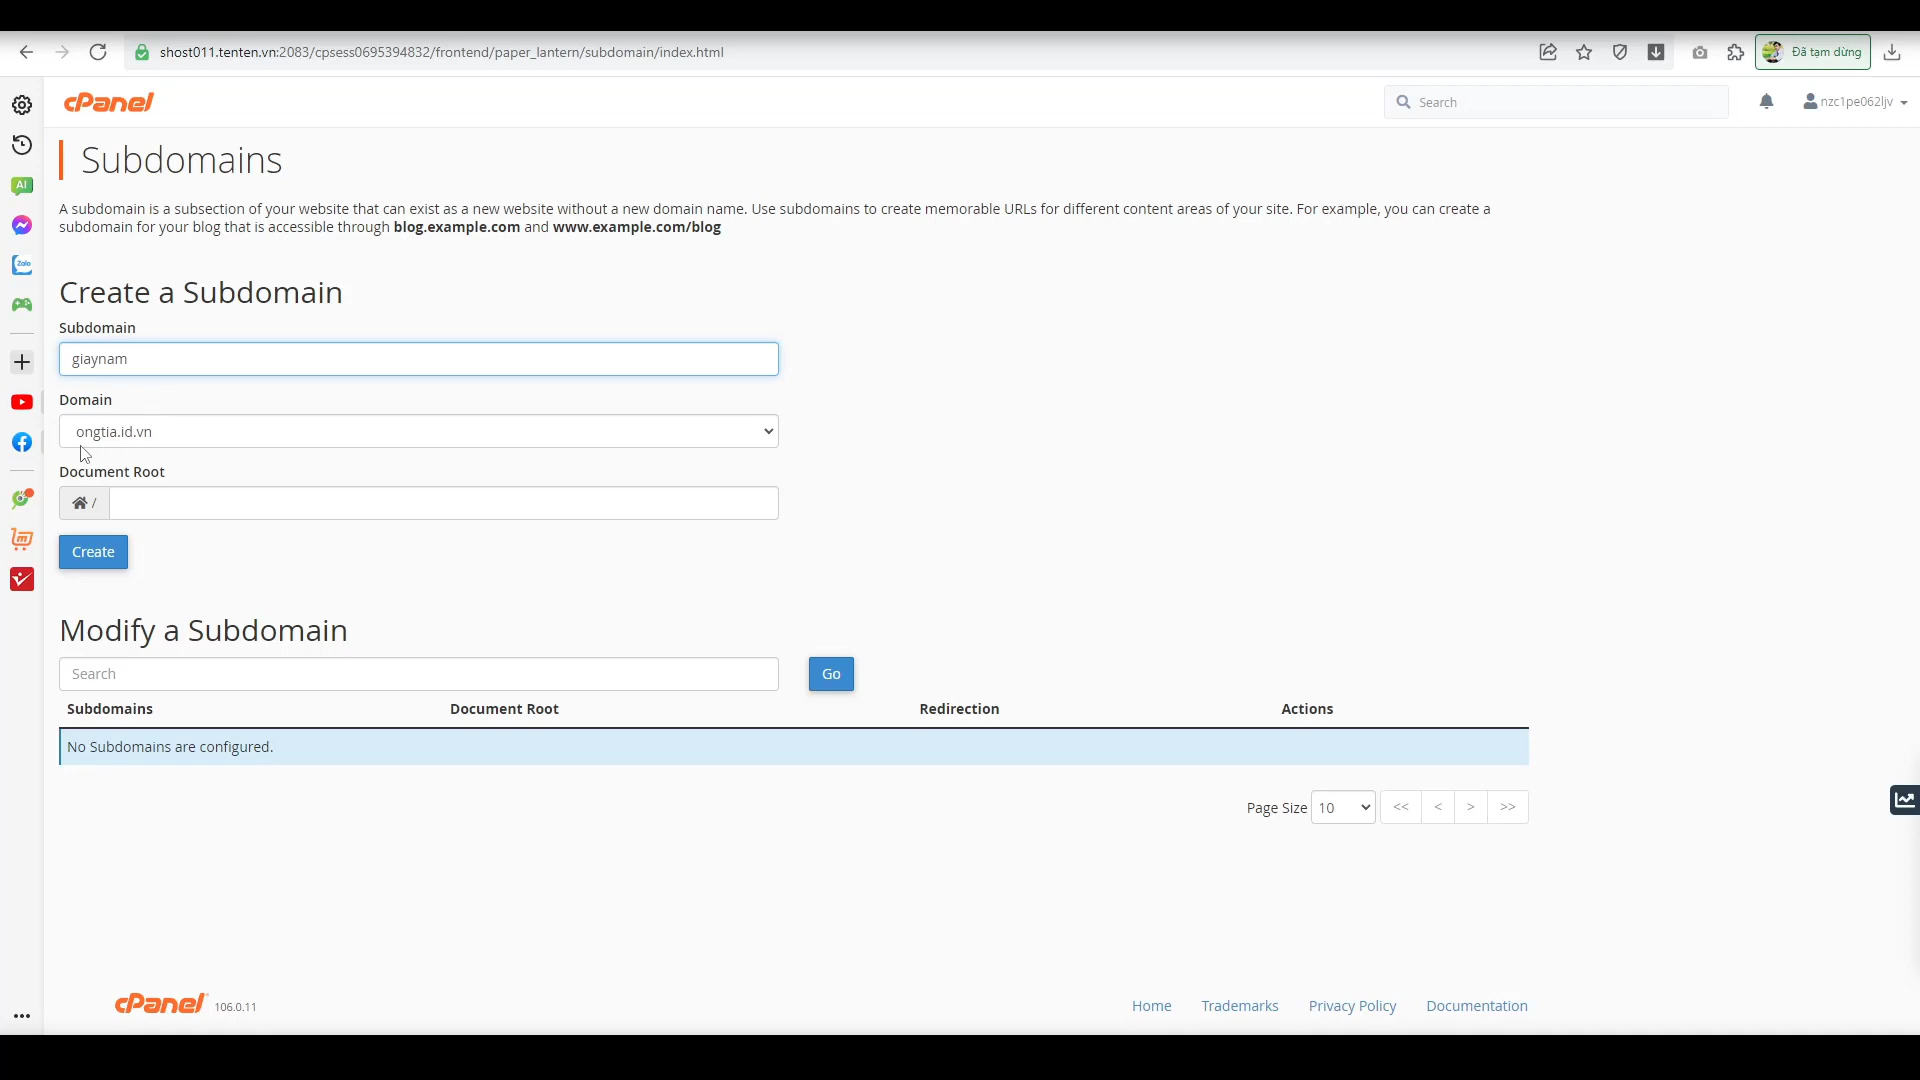 shost011.tenten.vn:2083/cpsess0695394832/frontend/paper_lantern/subdomain/index.html
Đã tạm dừng
cPanel
Search
nzc1pe062ljv
AI
Zalo
Subdomains
A subdomain is a subsection of your website that can exist as a new website without a new domain name. Use subdomains to create memorable URLs for different content areas of your site. For example, you can create a
subdomain for your blog that is accessible through blog.example.com and www.example.com/blog
Create a Subdomain
Subdomain
giaynam
Domain
ongtia.id.vn
Document Root
/
Create
Modify a Subdomain
Search
Go
Subdomains Document Root Redirection Actions
No Subdomains are configured.
Page Size 10 << < > >>
cPanel 106.0.11
Home Trademarks Privacy Policy Documentation